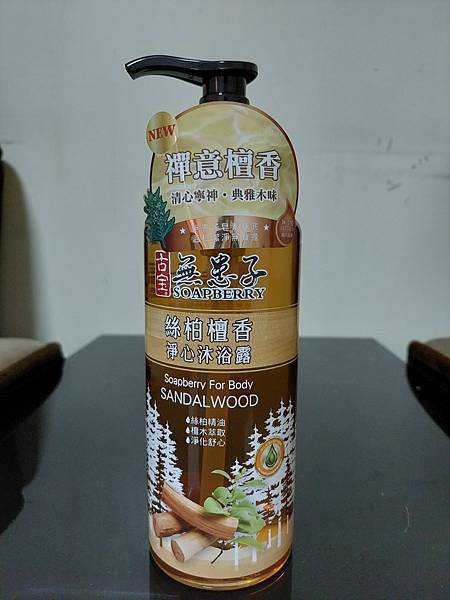 NEW
禪意檀香
清心寧神・典雅木味
古宝
無患子
SOAPBERRY
絲柏檀香
淨心沐浴露
Soapberry For Body
SANDALWOOD
絲柏精油
檀木萃取
淨化舒心